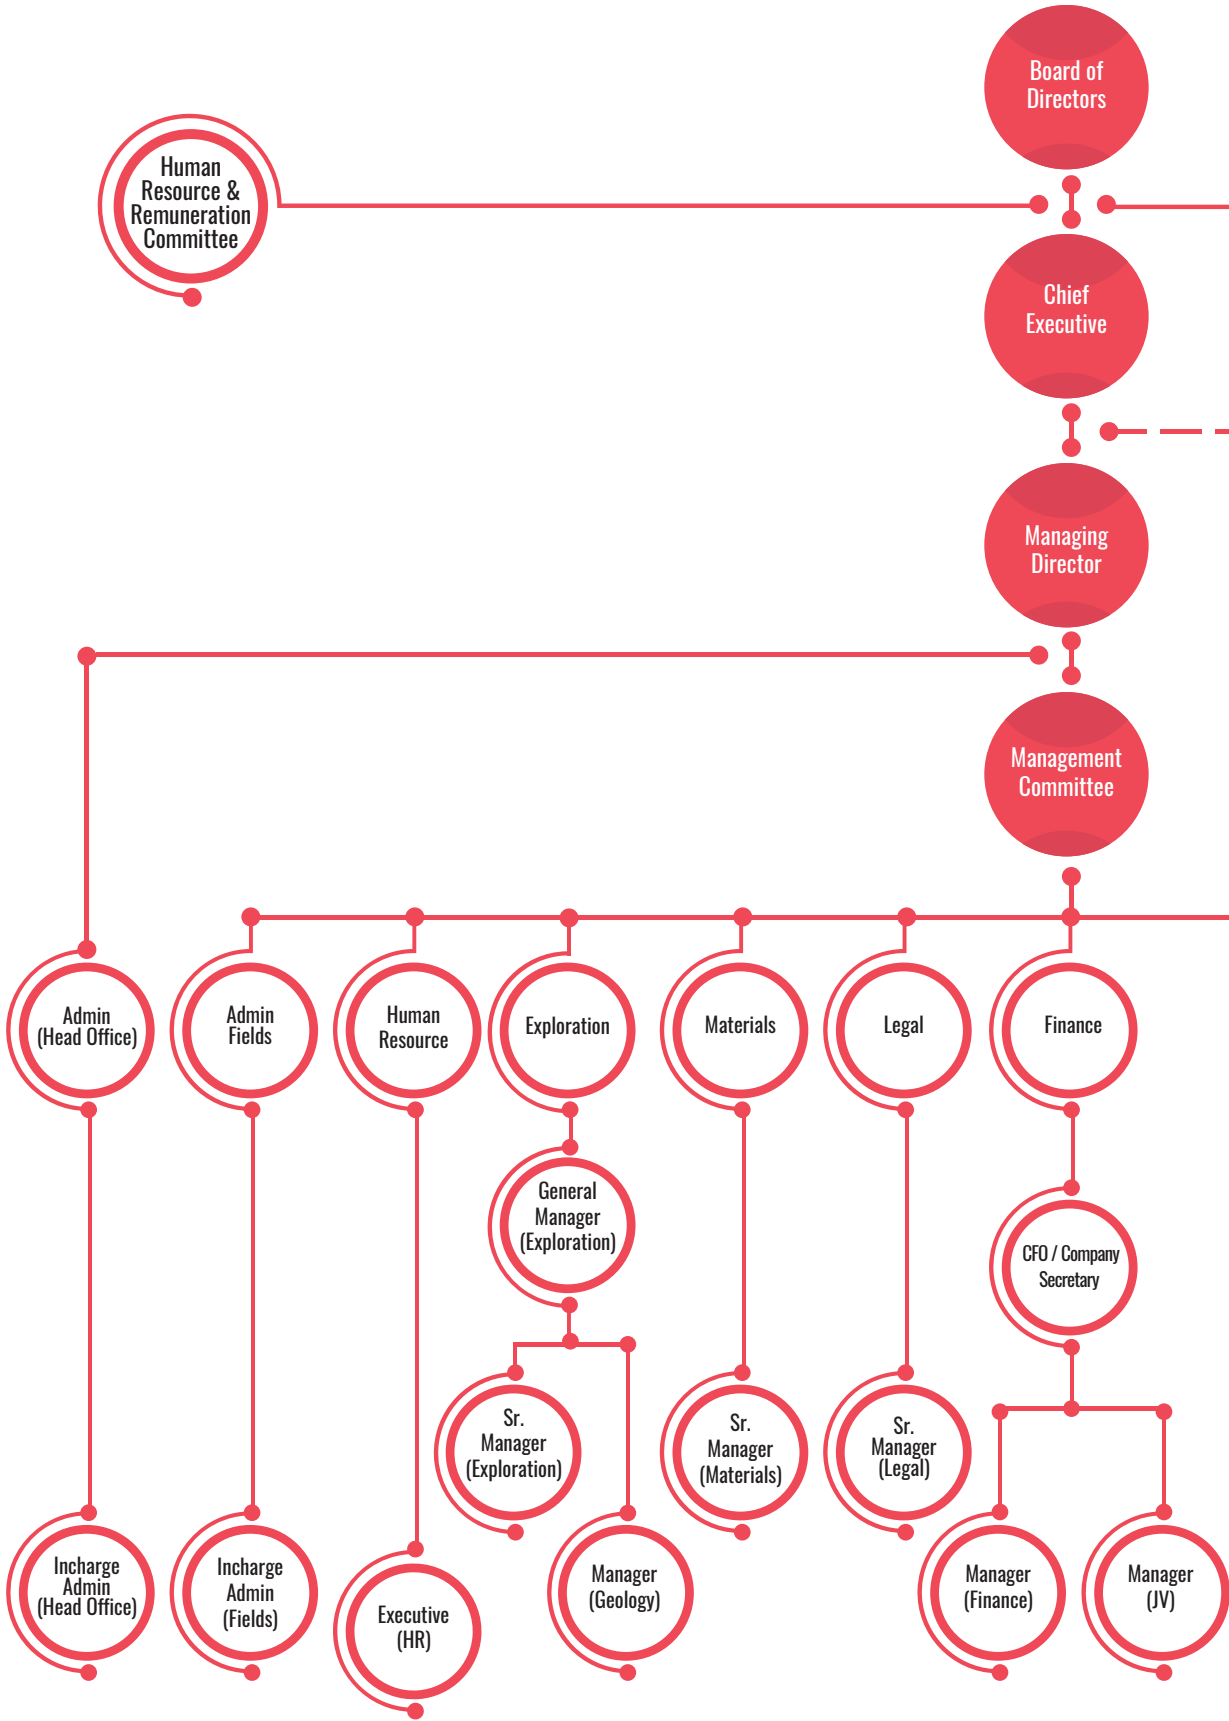 Board of
Directors
Human
Resource &
Remuneration
Committee
Chief
Executive
Managing
Director
Management
Committee
Admin
(Head Office)
Admin
Fields
Human
Resource
Exploration
Materials
Legal
Finance
General
Manager
(Exploration)
CFO / Company
Secretary
Sr.
Manager
(Exploration)
Sr.
Manager
(Materials)
Sr.
Manager
(Legal)
Incharge
Admin
(Head Office)
Incharge
Admin
(Fields)
Executive
(HR)
Manager
(Geology)
Manager
(Finance)
Manager
(JV)